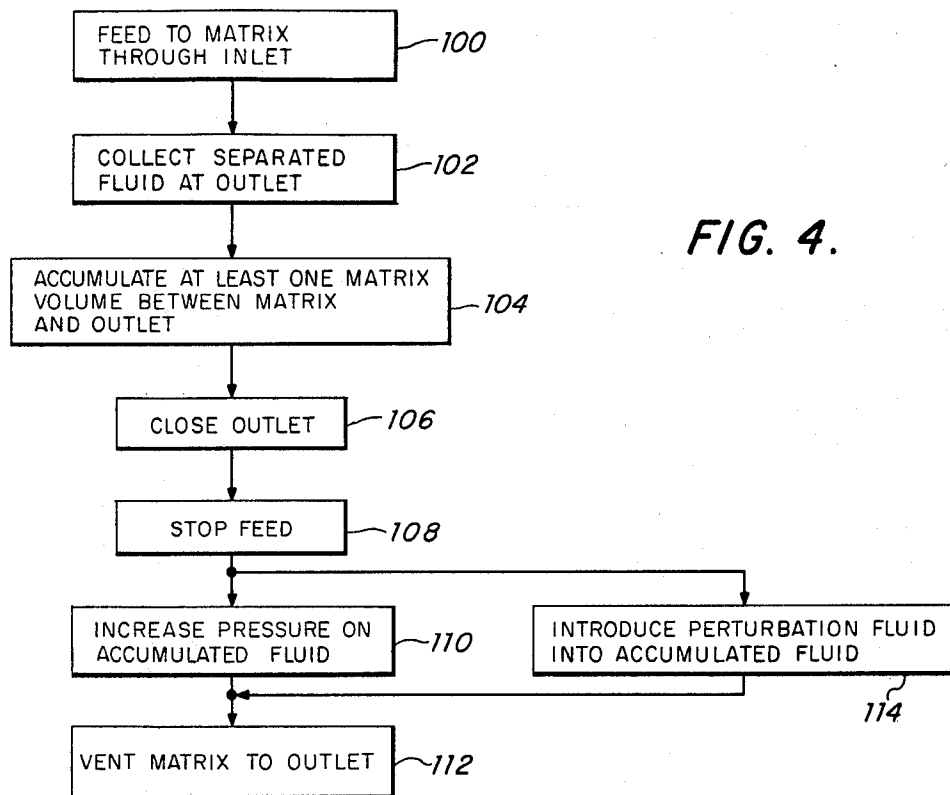 FEED TO MATRIX
THROUGH INLET
100
COLLECT SEPARATED
FLUID AT OUTLET
102
FIG. 4.
ACCUMULATE AT LEAST ONE MATRIX
VOLUME BETWEEN MATRIX
AND OUTLET
104
CLOSE OUTLET
106
STOP FEED
108
INCREASE PRESSURE ON
ACCUMULATED FLUID
110
INTRODUCE PERTURBATION FLUID
INTO ACCUMULATED FLUID
114
VENT MATRIX TO OUTLET
112